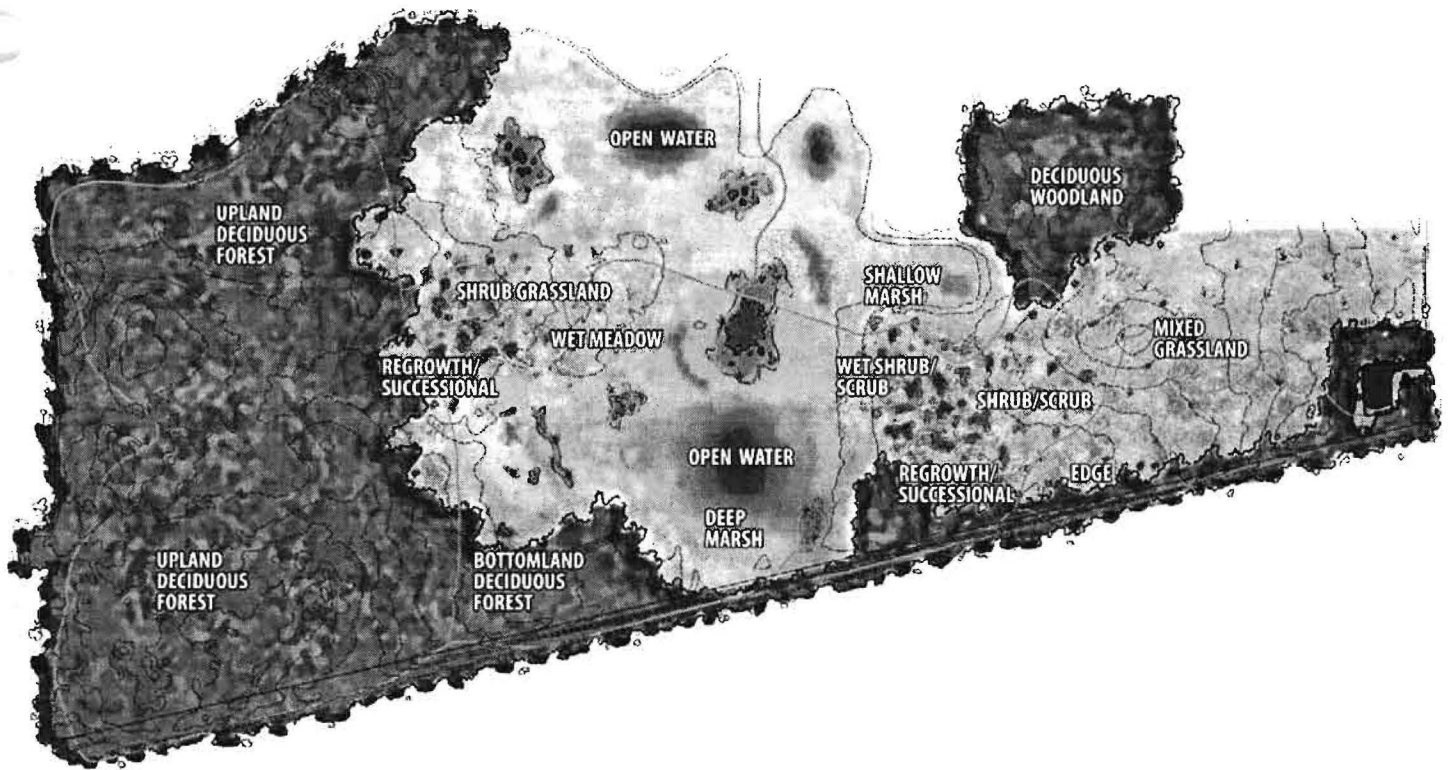 OPEN WATER
DECIDUOUS
WOODLAND
UPLAND
DECIDUOUS
FOREST
SHRUB GRASSLAND
SHALLOW
MARSH
WET MEADOW
MIXED
GRASSLAND
REGROWTH/
SUCCESSIONAL
WET SHRUB/
SCRUB
SHRUB/SCRUB
OPEN WATER
REGROWTH/
SUCCESSIONAL
EDGE
DEEP
MARSH
UPLAND
DECIDUOUS
FOREST
BOTTOMLAND
DECIDUOUS
FOREST